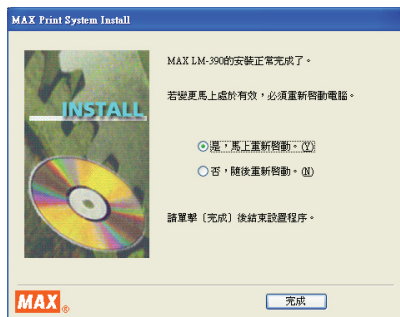 MAX Print System Install
INSTALL
MAX LM-390的安裝正常完成了。
若變更馬上處於有效，必須重新啓動電腦。
是，馬上重新啓動。(Y)
否，隨後重新啓動。(N)
請單擊〔完成〕後結束設置程序。
MAX®
完成